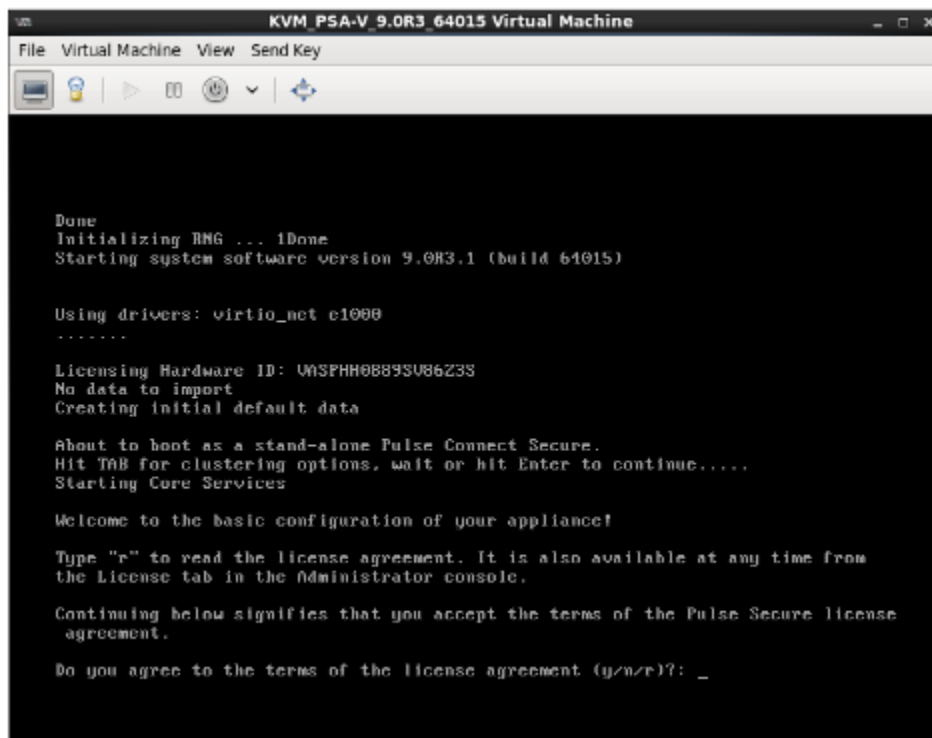 KVM_PSA-V_9.0R3_64015 Virtual Machine
File Virtual Machine View Send Key
Done
Initializing RNG ... 1Done
Starting system software version 9.0R3.1 (build 64015)
Using drivers: virtio_net e1000
.......
Licensing Hardware ID: VASPHH0B89SV86Z3S
No data to import
Creating initial default data
About to boot as a stand-alone Pulse Connect Secure.
Hit TAB for clustering options, wait or hit Enter to continue.....
Starting Core Services
Welcome to the basic configuration of your appliance!
Type "r" to read the license agreement. It is also available at any time from
the License tab in the Administrator console.
Continuing below signifies that you accept the terms of the Pulse Secure license
agreement.
Do you agree to the terms of the license agreement (y/n/r)?: _